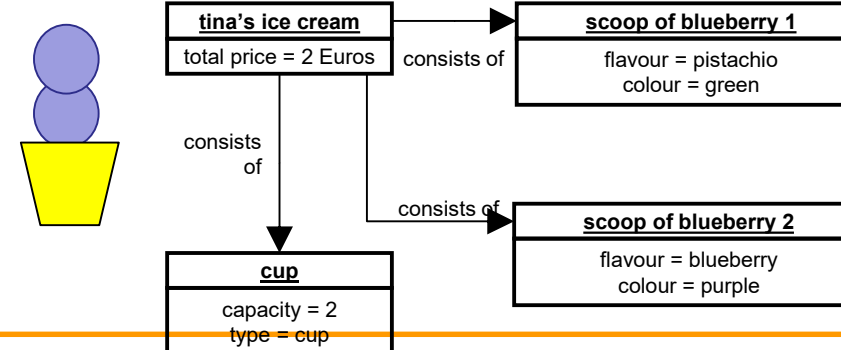 tina's ice cream
total price = 2 Euros
consists of
scoop of blueberry 1
flavour = pistachio
colour = green
consists
of
consists of
scoop of blueberry 2
flavour = blueberry
colour = purple
cup
capacity = 2
type = cup